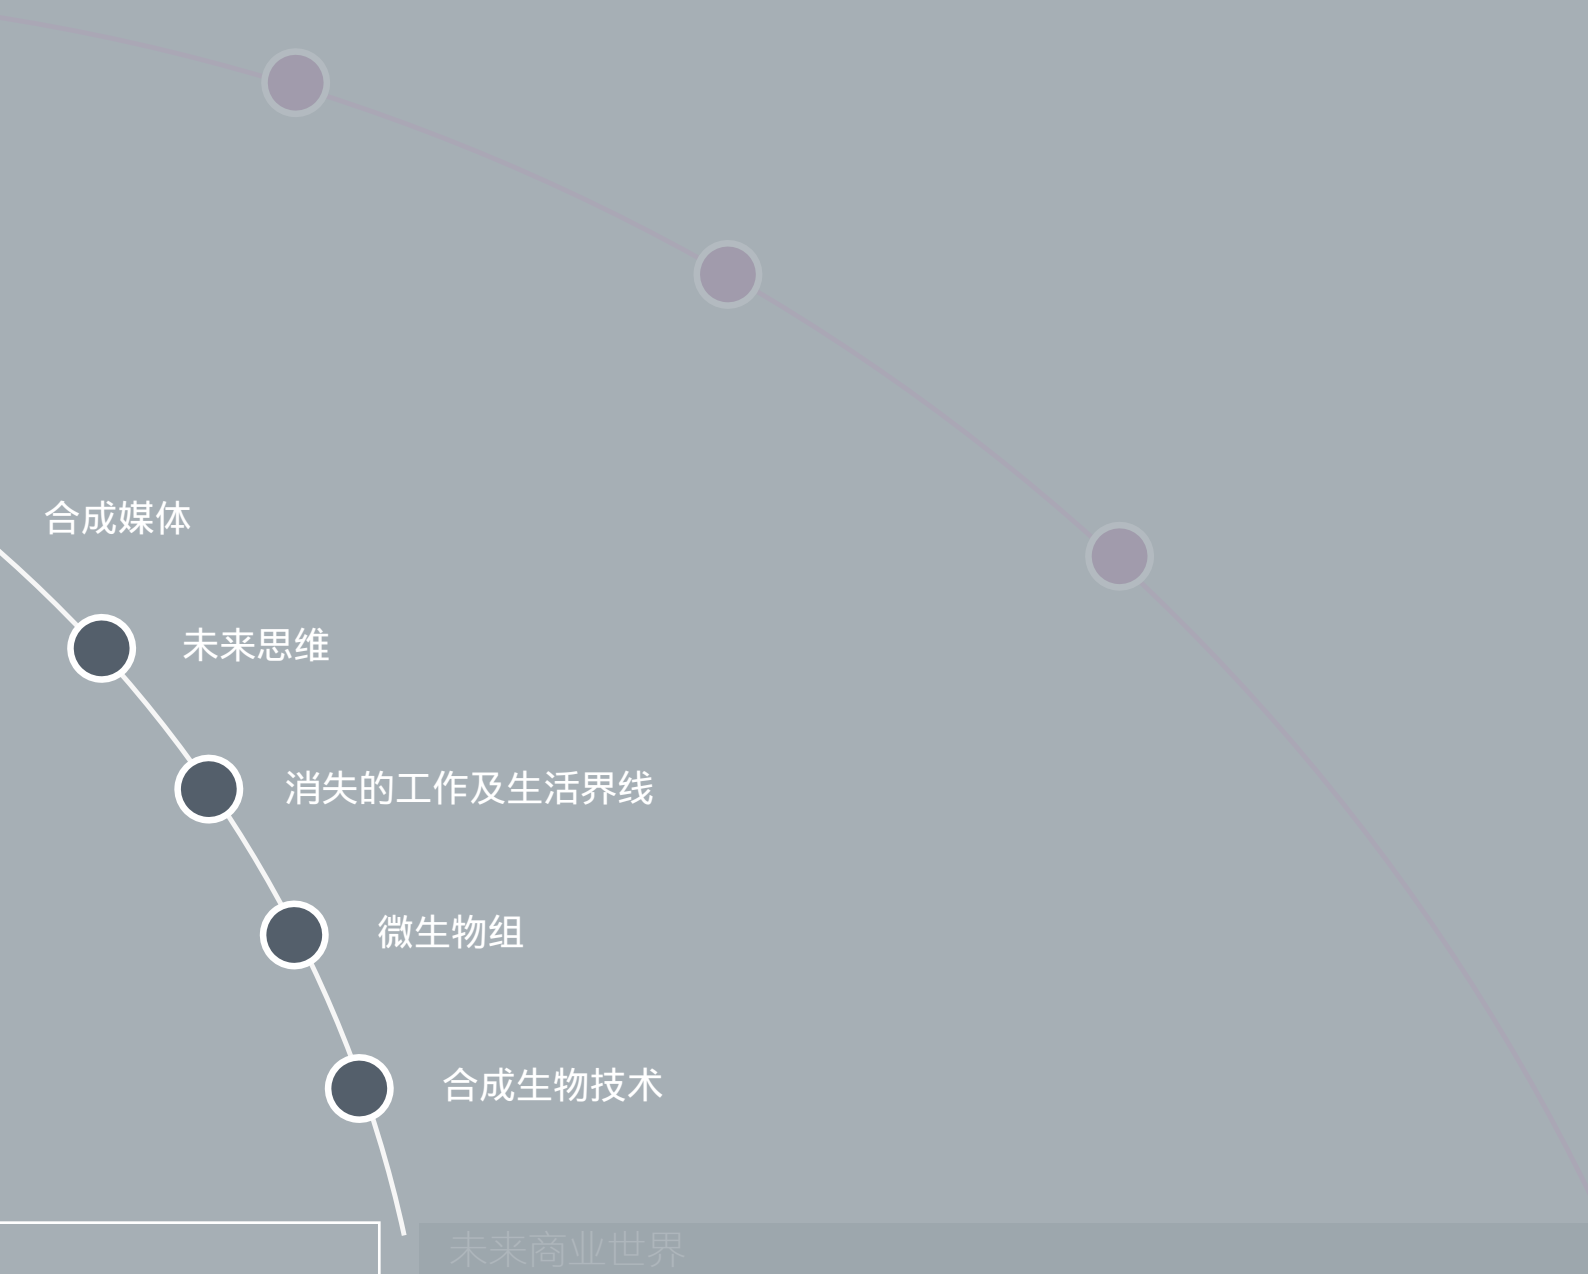 合成媒体
未来思维
消失的工作及生活界线
微生物组
合成生物技术
未来商业世界